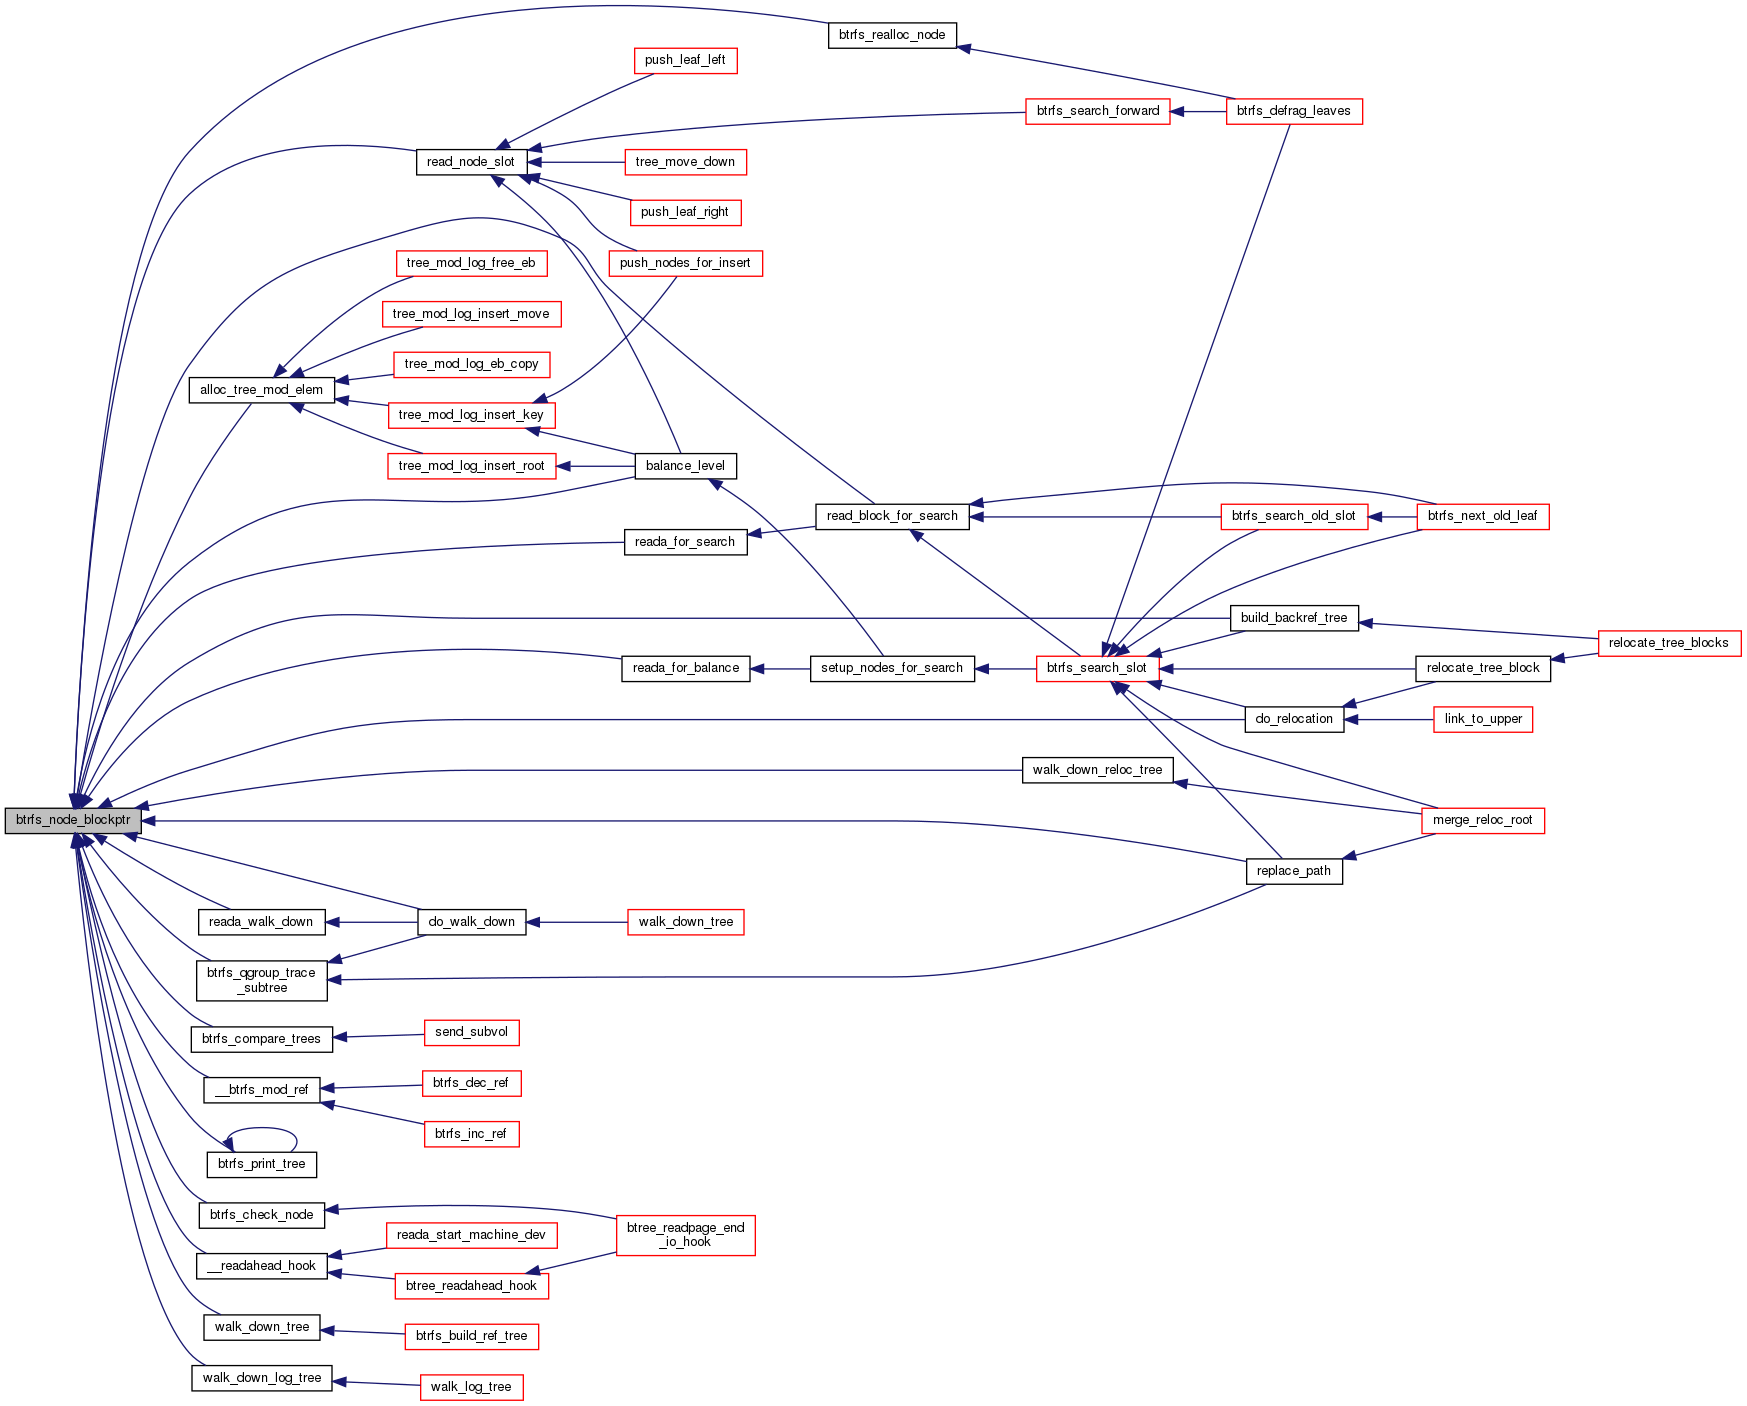 btrfs_realloc_node
push_leaf_left
btrfs_search_forward
btrfs_defrag_leaves
read_node_slot
tree_move_down
push_leaf_right
tree_mod_log_free_eb
push_nodes_for_insert
tree_mod_log_insert_move
tree_mod_log_eb_copy
alloc_tree_mod_elem
tree_mod_log_insert_key
tree_mod_log_insert_root
balance_level
read_block_for_search
btrfs_search_old_slot
btrfs_next_old_leaf
reada_for_search
build_backref_tree
relocate_tree_blocks
reada_for_balance
setup_nodes_for_search
btrfs_search_slot
relocate_tree_block
do_relocation
link_to_upper
walk_down_reloc_tree
btrfs_node_blockptr
merge_reloc_root
replace_path
reada_walk_down
do_walk_down
walk_down_tree
btrfs_qgroup_trace
_subtree
btrfs_compare_trees
send_subvol
__btrfs_mod_ref
btrfs_dec_ref
btrfs_inc_ref
btrfs_print_tree
btrfs_check_node
btree_readpage_end
_io_hook
reada_start_machine_dev
__readahead_hook
btree_readahead_hook
walk_down_tree
btrfs_build_ref_tree
walk_down_log_tree
walk_log_tree